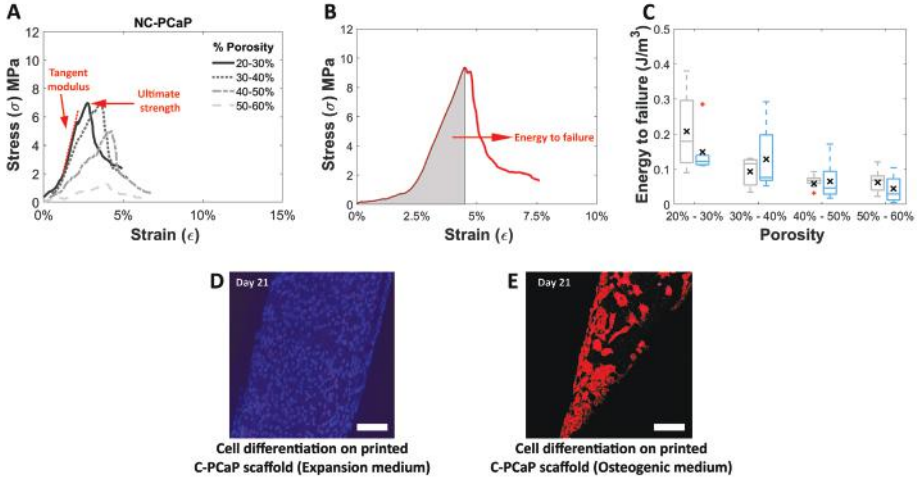 A
NC-PCaP
Stress (σ) MPa
12
10
8
6
4
2
0
0%
5%
10%
15%
Strain (ϵ)
Tangent
modulus
Ultimate
strength
% Porosity
20-30%
30-40%
40-50%
50-60%
B
Stress (σ) MPa
12
10
8
6
4
2
0
0
2.5%
5%
7.5%
10%
Strain (ϵ)
Energy to failure
C
Energy to failure (J/m³)
0.5
0.4
0.3
0.2
0.1
0
20% - 30%
30% - 40%
40% - 50%
50% - 60%
Porosity
D
Day 21
Cell differentiation on printed
C-PCaP scaffold (Expansion medium)
E
Day 21
Cell differentiation on printed
C-PCaP scaffold (Osteogenic medium)